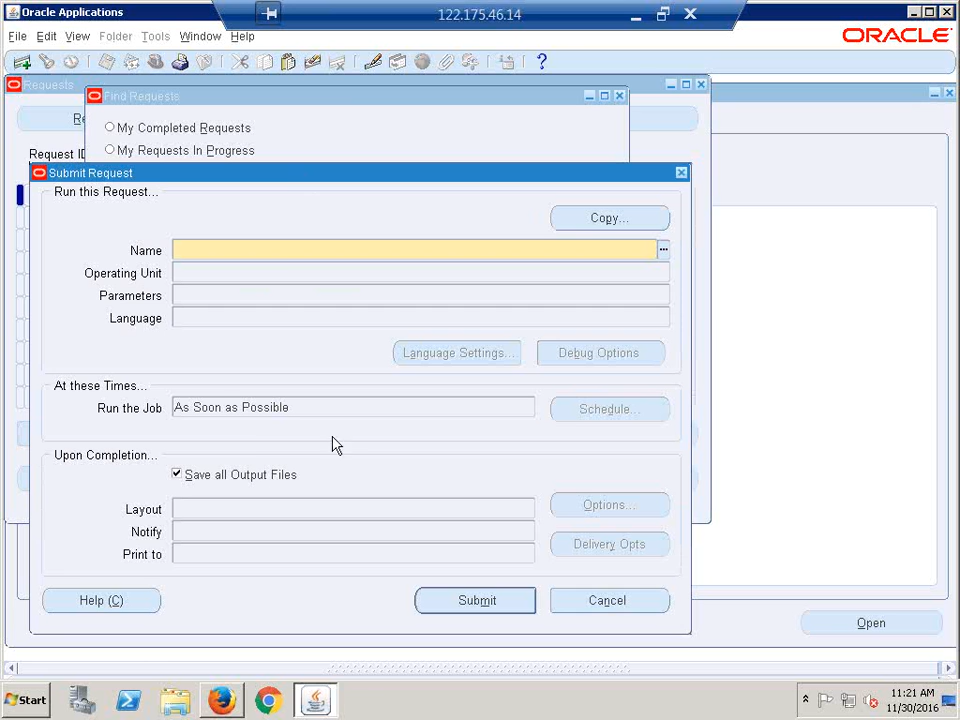 Oracle Applications
122.175.46.14
File Edit View Folder Tools Window Help
ORACLE
Requests
Find Requests
Re
My Completed Requests
My Requests In Progress
Request ID
Submit Request
Run this Request...
Copy...
Name
...
Operating Unit
Parameters
Language
Language Settings...
Debug Options
At these Times...
Run the Job
As Soon as Possible
Schedule...
Upon Completion...
Save all Output Files
Layout
Options...
Notify
Delivery Opts
Print to
Help (C)
Submit
Cancel
Open
Start
11:21 AM
11/30/2016